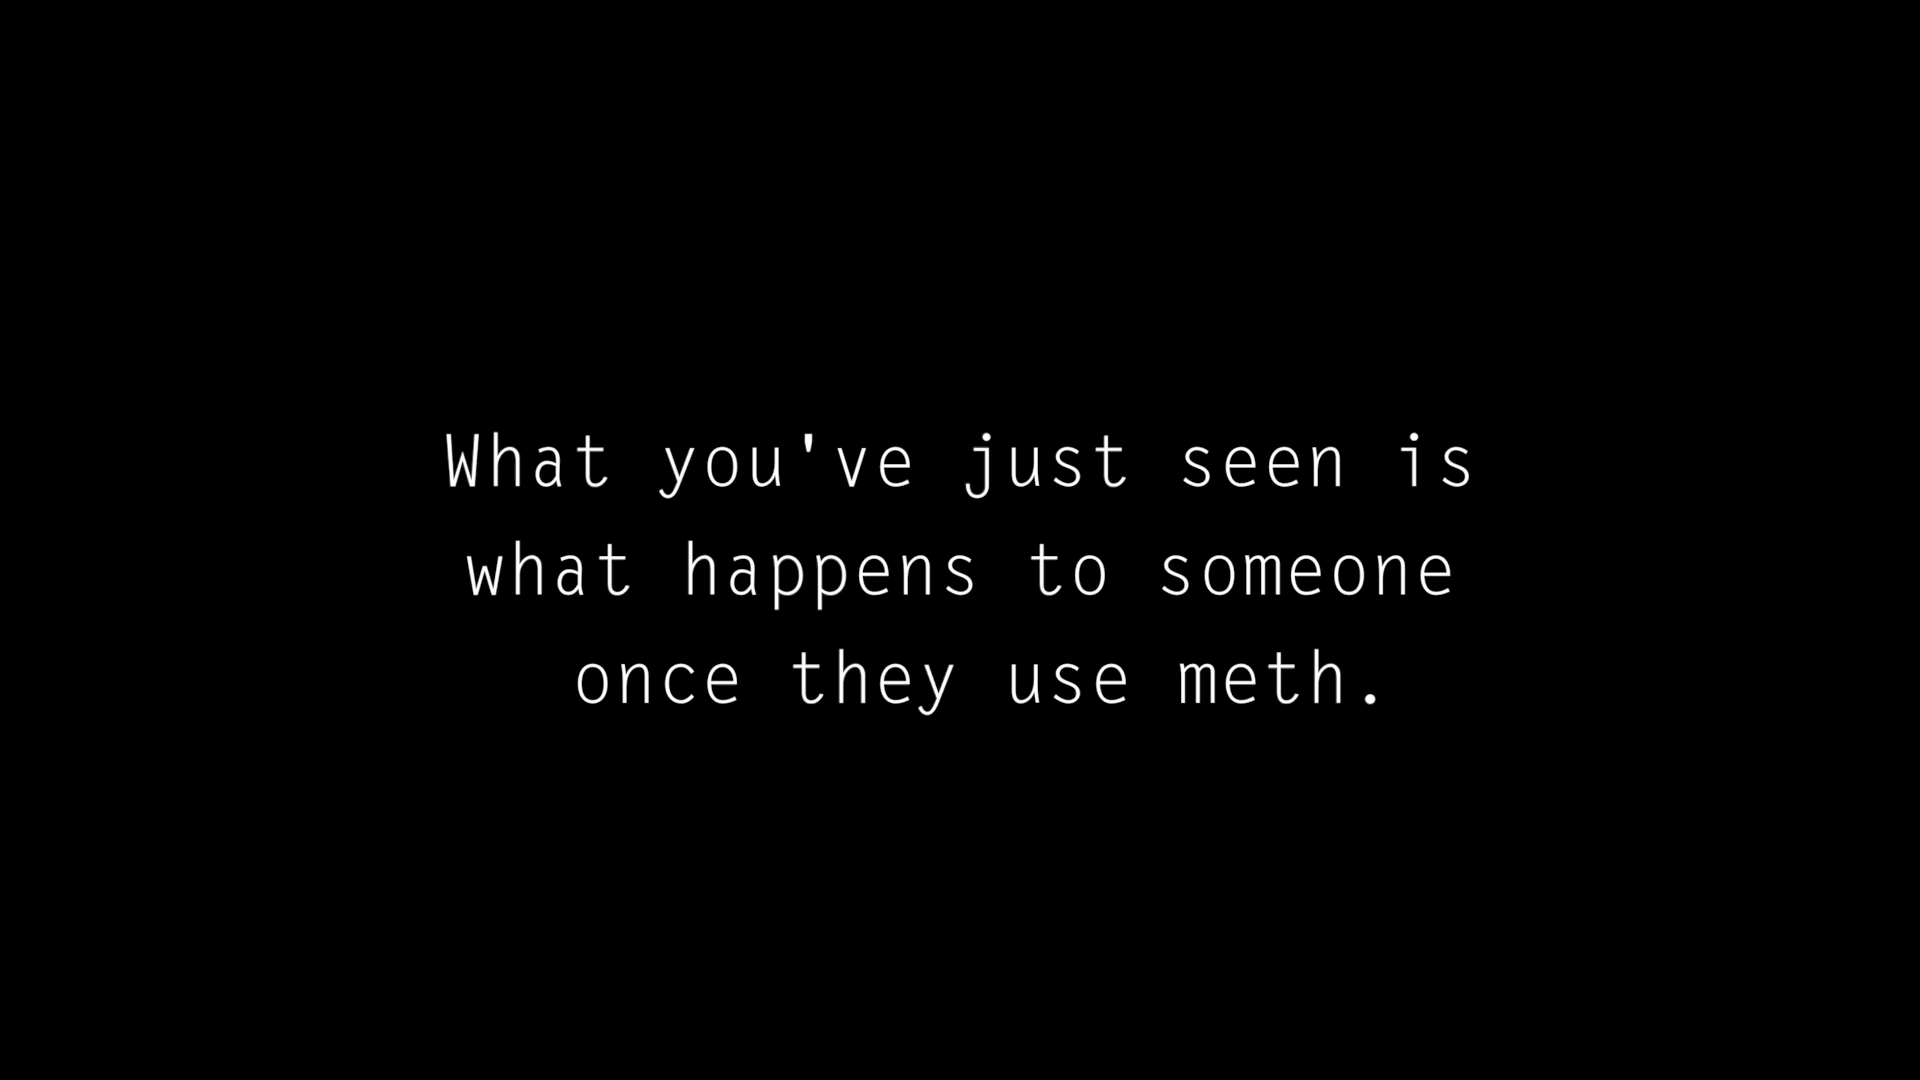 What you've just seen is
what happens to someone
once they use meth.